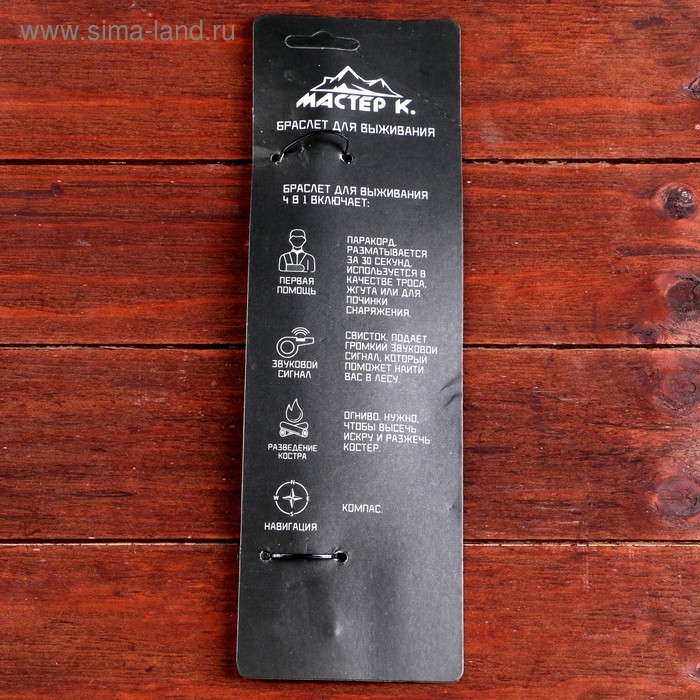 www.sima-land.ru
МАСТЕР К.
БРАСЛЕТ ДЛЯ ВЫЖИВАНИЯ
БРАСЛЕТ ДЛЯ ВЫЖИВАНИЯ
4 В 1 ВКЛЮЧАЕТ:
ПЕРВАЯ
ПОМОЩЬ
ПАРАКОРД.
РАЗМАТЫВАЕТСЯ
ЗА 30 СЕКУНД.
ИСПОЛЬЗУЕТСЯ В
КАЧЕСТВЕ ТРОСА,
ЖГУТА ИЛИ ДЛЯ
ПОЧИНКИ
СНАРЯЖЕНИЯ.
ЗВУКОВОЙ
СИГНАЛ
СВИСТОК. ПОДАЁТ
ГРОМКИЙ ЗВУКОВОЙ
СИГНАЛ, КОТОРЫЙ
ПОМОЖЕТ НАЙТИ
ВАС В ЛЕСУ.
РАЗВЕДЕНИЕ
КОСТРА
ОГНИВО. НУЖНО,
ЧТОБЫ ВЫСЕЧЬ
ИСКРУ И РАЗЖЕЧЬ
КОСТЕР.
N
W E
S
НАВИГАЦИЯ
КОМПАС.